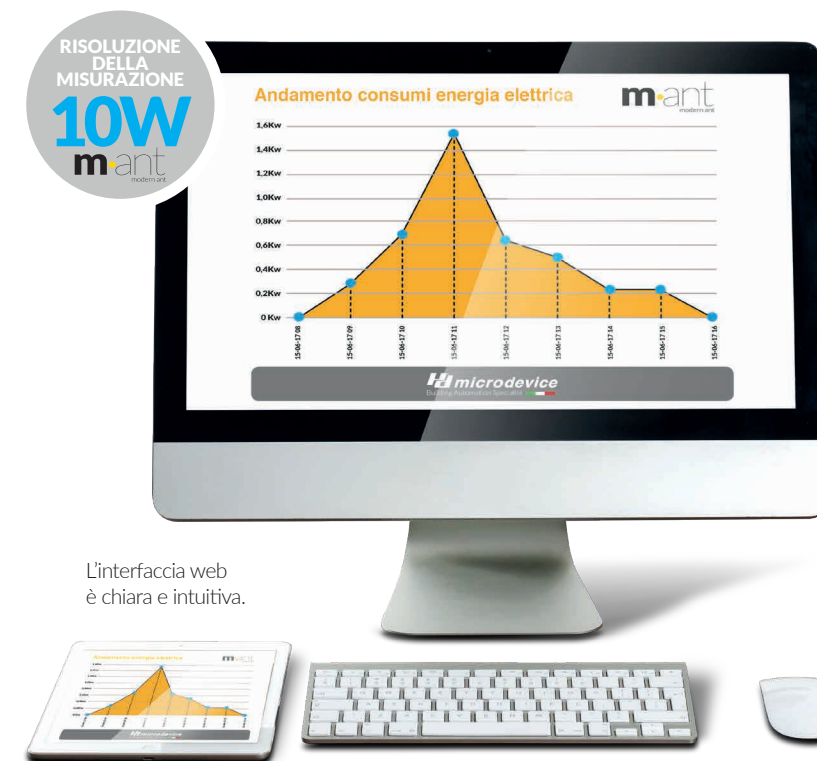 RISOLUZIONE
DELLA
MISURAZIONE
10W
m·ant
modern ant
Andamento consumi energia elettrica
m·ant
modern ant
1,6Kw
1,4Kw
1,2Kw
1,0Kw
0,8Kw
0,6Kw
0,4Kw
0,2Kw
0 Kw
15-06-17 08
15-06-17 09
15-06-17 10
15-06-17 11
15-06-17 12
15-06-17 13
15-06-17 14
15-06-17 15
15-06-17 16
microdevice
Building Automation Specialist
L'interfaccia web
è chiara e intuitiva.
Andamento energia elettrica
microdevice